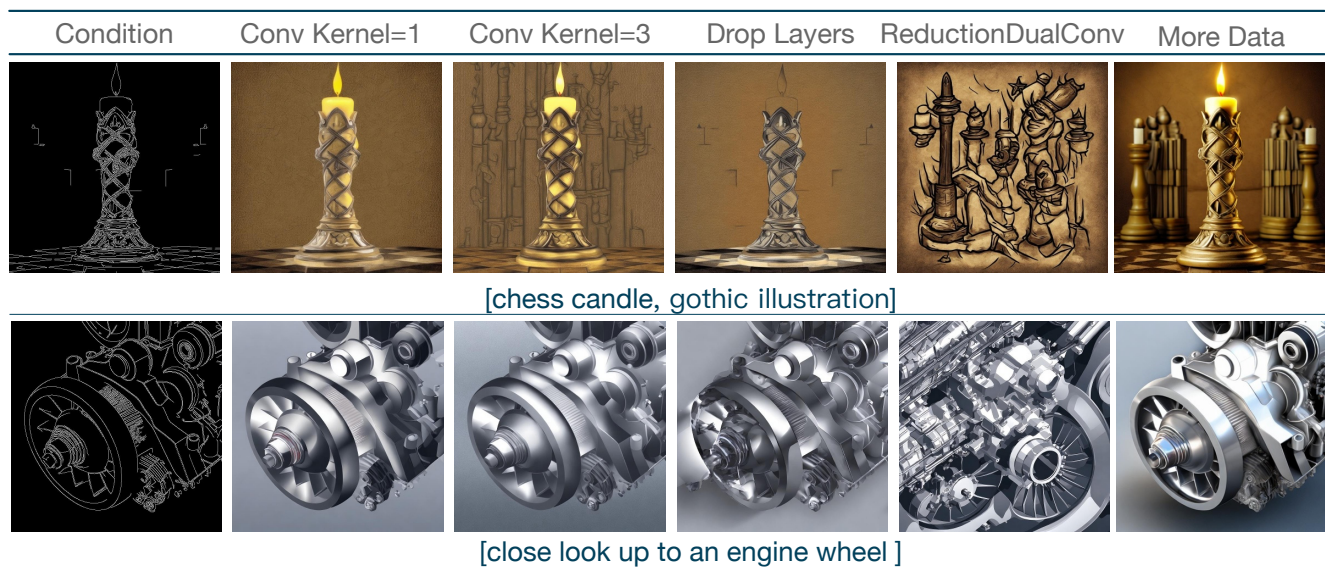 Condition Conv Kernel=1 Conv Kernel=3 Drop Layers ReductionDualConv More Data
[chess candle, gothic illustration]
[close look up to an engine wheel ]